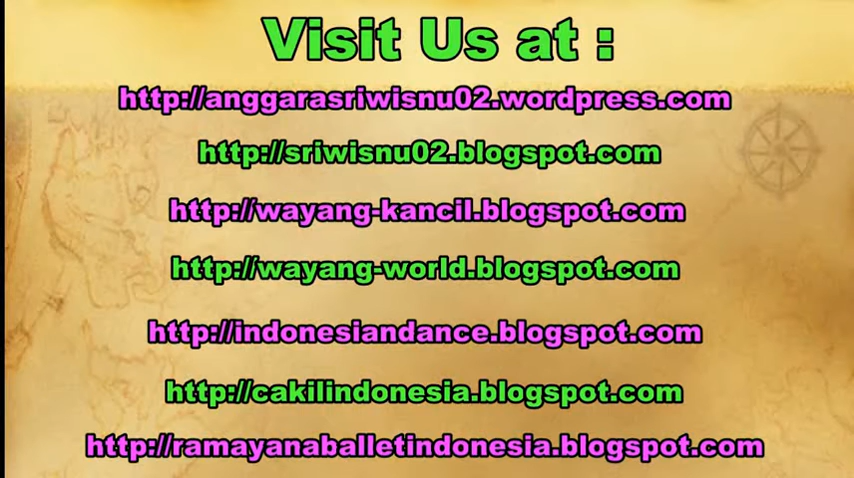 Visit Us at :
http://anggarasriwisnu02.wordpress.com
http://sriwisnu02.blogspot.com
http://wayang-kancil.blogspot.com
http://wayang-world.blogspot.com
http://indonesiandance.blogspot.com
http://cakilindonesia.blogspot.com
http://ramayanaballetindonesia.blogspot.com